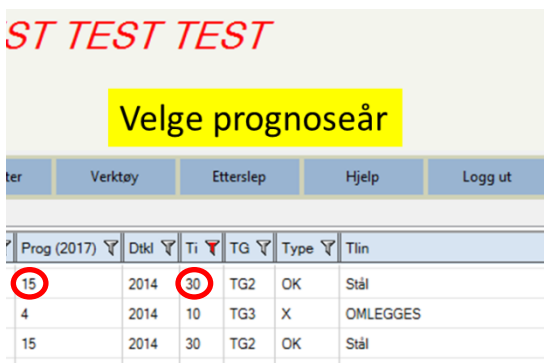 ST TEST TEST
Velge prognoseår
ter Verktøy Etterslep Hjelp Logg ut
Prog (2017) Dtkl Ti TG Type Tlin
15 2014 30 TG2 OK Stål
4 2014 10 TG3 X OMLEGGES
15 2014 30 TG2 OK Stål